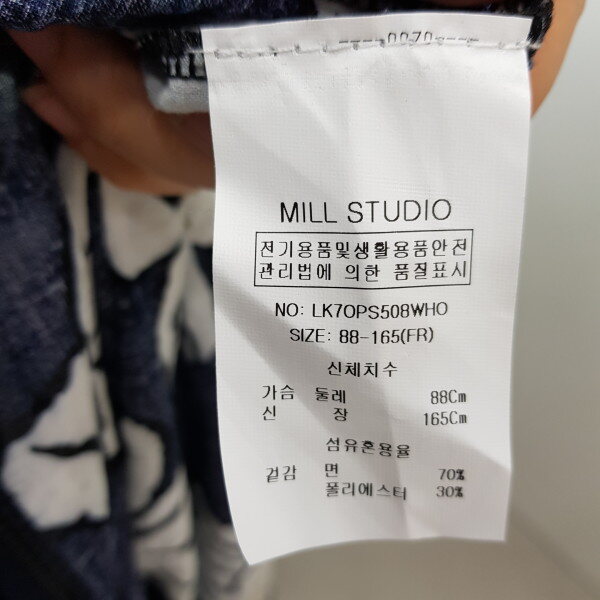 0070
MILL STUDIO
전기용품및생활용품안전
관리법에 의한 품질표시
NO: LK7OPS508WHO
SIZE: 88-165(FR)
신체치수
가슴 둘레 88Cm
신 장 165Cm
섬유혼용율
겉감 면 70%
폴리에스터 30%